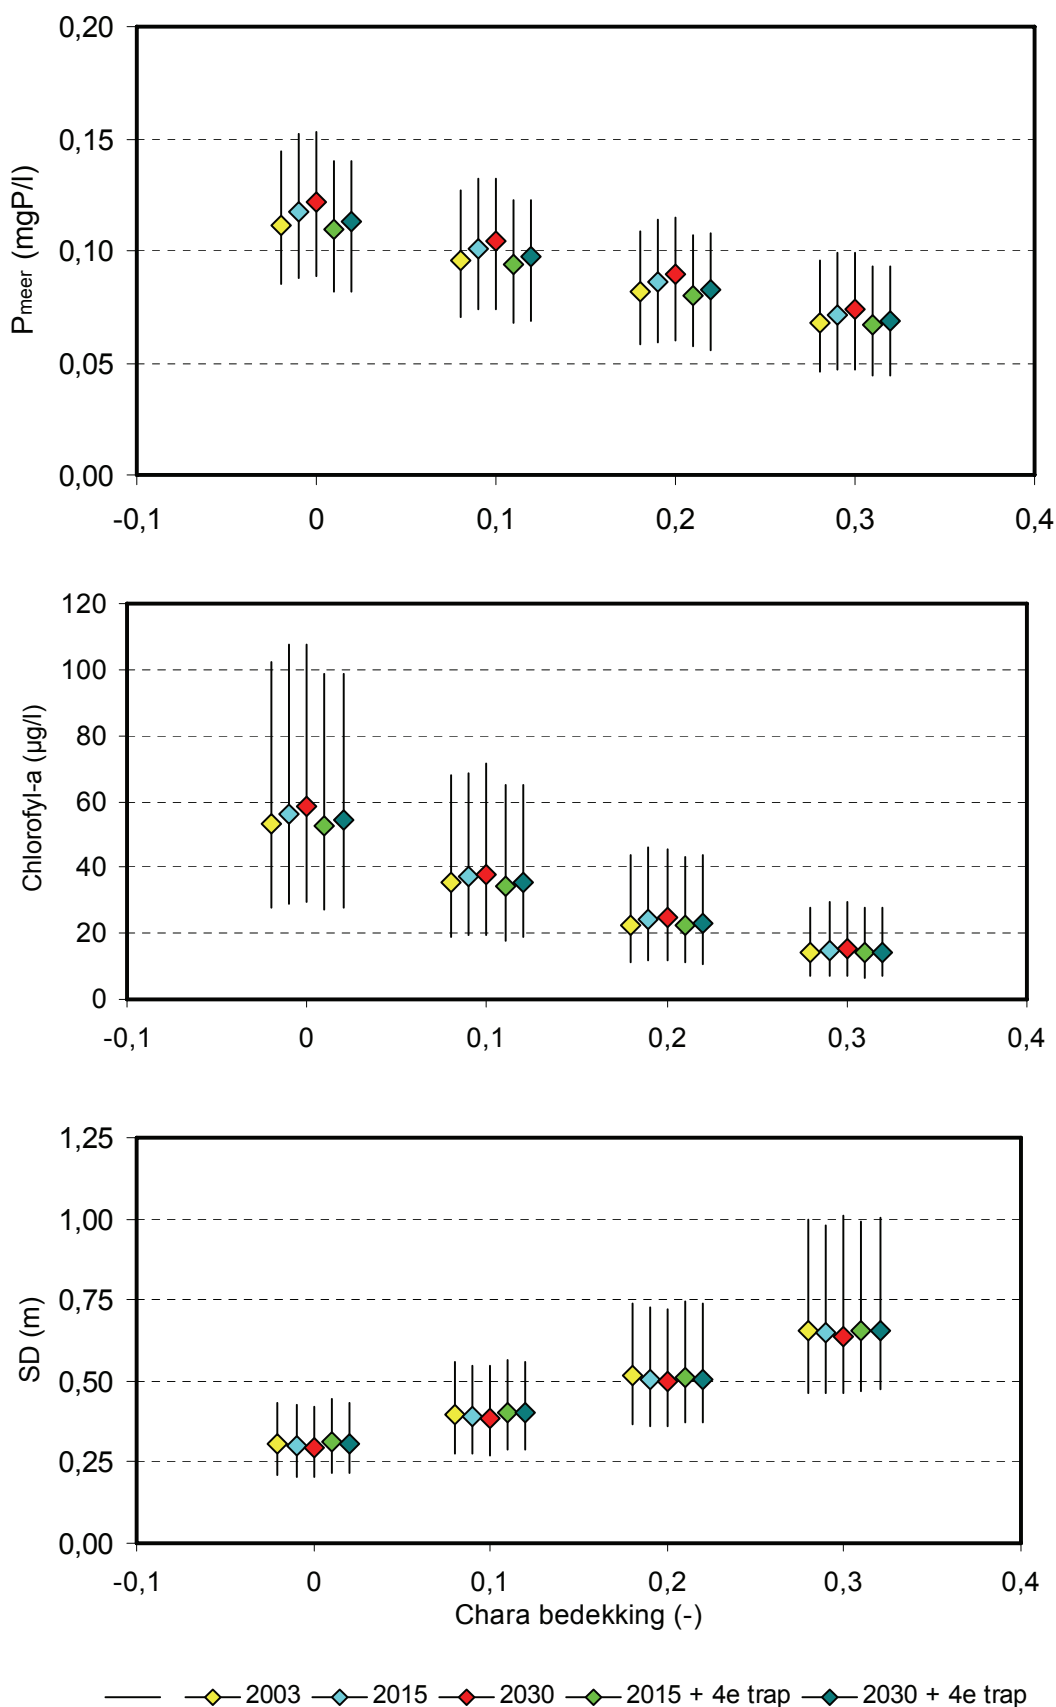 0,20
0,15
0,10
0,05
0,00
Pmeer (mgP/l)
-0,1 0 0,1 0,2 0,3 0,4
120
100
80
60
40
20
0
Chlorofyl-a (µg/l)
-0,1 0 0,1 0,2 0,3 0,4
1,25
1,00
0,75
0,50
0,25
0,00
SD (m)
-0,1 0 0,1 0,2 0,3 0,4
Chara bedekking (-)
2003 2015 2030 2015 + 4e trap 2030 + 4e trap